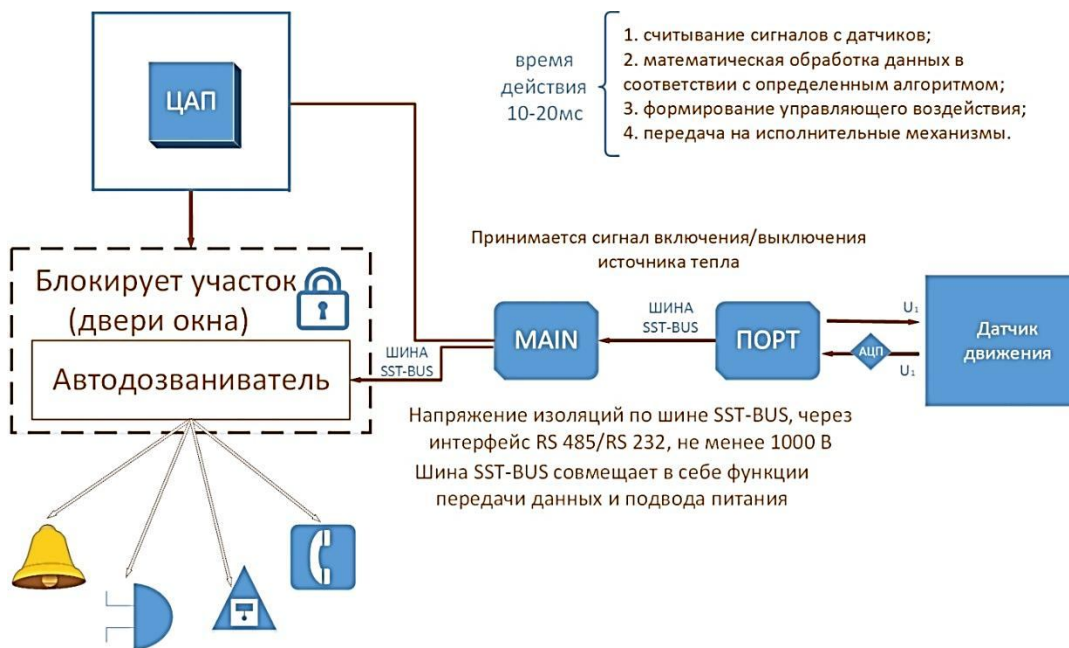 ЦАП
время
действия
10-20мс
1. считывание сигналов с датчиков;
2. математическая обработка данных в
соответствии с определенным алгоритмом;
3. формирование управляющего воздействия;
4. передача на исполнительные механизмы.
Принимается сигнал включения/выключения
источника тепла
Блокирует участок
(двери окна)
Автодозваниватель
ШИНА
SST-BUS
MAIN
ШИНА
SST-BUS
ПОРТ
U₁
АЦП
U₁
Датчик
движения
Напряжение изоляций по шине SST-BUS, через
интерфейс RS 485/RS 232, не менее 1000 В
Шина SST-BUS совмещает в себе функции
передачи данных и подвода питания